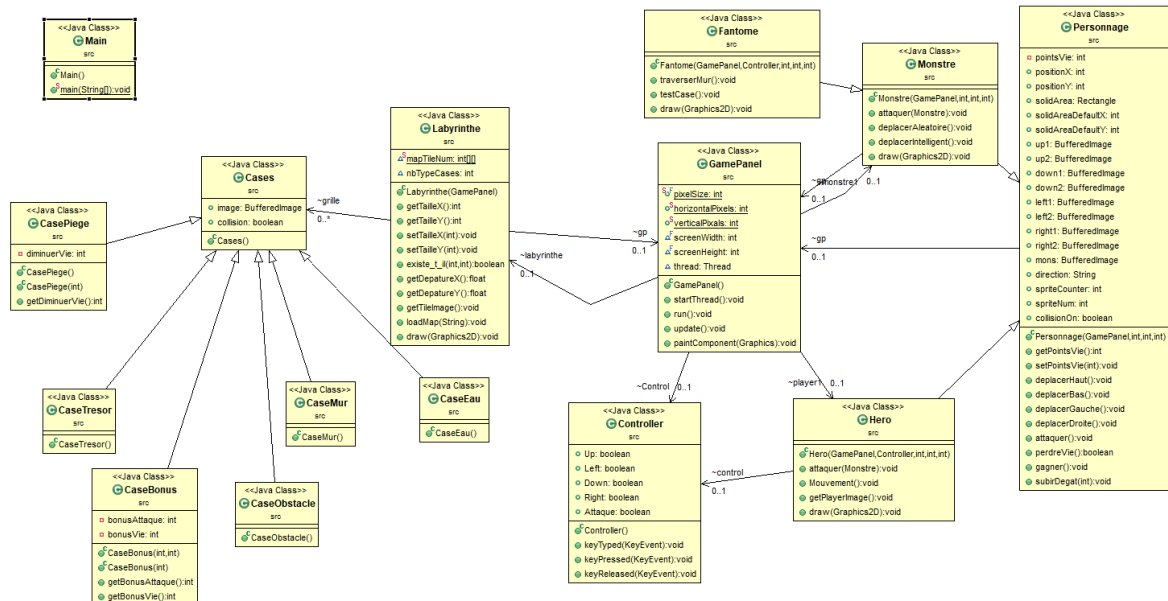 <<Java Class>>
Main
src
Main()
main(String[]):void
<<Java Class>>
Cases
src
image: BufferedImage
collision: boolean
Cases()
<<Java Class>>
CasePiege
src
diminuerVie: int
CasePiege()
CasePiege(int)
getDiminuerVie():int
<<Java Class>>
CaseTresor
src
CaseTresor()
<<Java Class>>
CaseBonus
src
bonusAttaque: int
bonusVie: int
CaseBonus(int,int)
CaseBonus(int)
getBonusAttaque():int
getBonusVie():int
<<Java Class>>
CaseObstacle
src
CaseObstacle()
<<Java Class>>
CaseMur
src
CaseMur()
<<Java Class>>
CaseEau
src
CaseEau()
~grille
0..*
<<Java Class>>
Labyrinthe
src
mapTileNum: int[][]
nbTypeCases: int
Labyrinthe(GamePanel)
getTailleX():int
getTailleY():int
setTailleX(int):void
setTailleY(int):void
existe_t_il(int,int):boolean
getDepatureX():float
getDepatureY():float
getTileImage():void
loadMap(String):void
draw(Graphics2D):void
~gp
0..1
~labyrinthe
0..1
<<Java Class>>
GamePanel
src
pixelSize: int
horizontalPixels: int
verticalPixals: int
screenWidth: int
screenHeight: int
thread: Thread
GamePanel()
startThread():void
run():void
update():void
paintComponent(Graphics):void
<<Java Class>>
Fantome
src
Fantome(GamePanel,Controller,int,int,int)
traverserMur():void
testCase():void
draw(Graphics2D):void
<<Java Class>>
Monstre
src
Monstre(GamePanel,int,int,int)
attaquer(Monstre):void
deplacerAleatoire():void
deplacerIntelligent():void
draw(Graphics2D):void
~gp
0..1
~monstre1
0..1
~gp
0..1
~Control
0..1
~player1
0..1
<<Java Class>>
Controller
src
Up: boolean
Left: boolean
Down: boolean
Right: boolean
Attaque: boolean
Controller()
keyTyped(KeyEvent):void
keyPressed(KeyEvent):void
keyReleased(KeyEvent):void
~control
0..1
<<Java Class>>
Hero
src
Hero(GamePanel,Controller,int,int,int)
attaquer(Monstre):void
Mouvement():void
getPlayerImage():void
draw(Graphics2D):void
<<Java Class>>
Personnage
src
pointsVie: int
positionX: int
positionY: int
solidArea: Rectangle
solidAreaDefaultX: int
solidAreaDefaultY: int
up1: BufferedImage
up2: BufferedImage
down1: BufferedImage
down2: BufferedImage
left1: BufferedImage
left2: BufferedImage
right1: BufferedImage
right2: BufferedImage
mons: BufferedImage
direction: String
spriteCounter: int
spriteNum: int
collisionOn: boolean
Personnage(GamePanel,int,int,int)
getPointsVie():int
setPointsVie(int):void
deplacerHaut():void
deplacerBas():void
deplacerGauche():void
deplacerDroite():void
attaquer():void
perdreVie():boolean
gagner():void
subirDegat(int):void